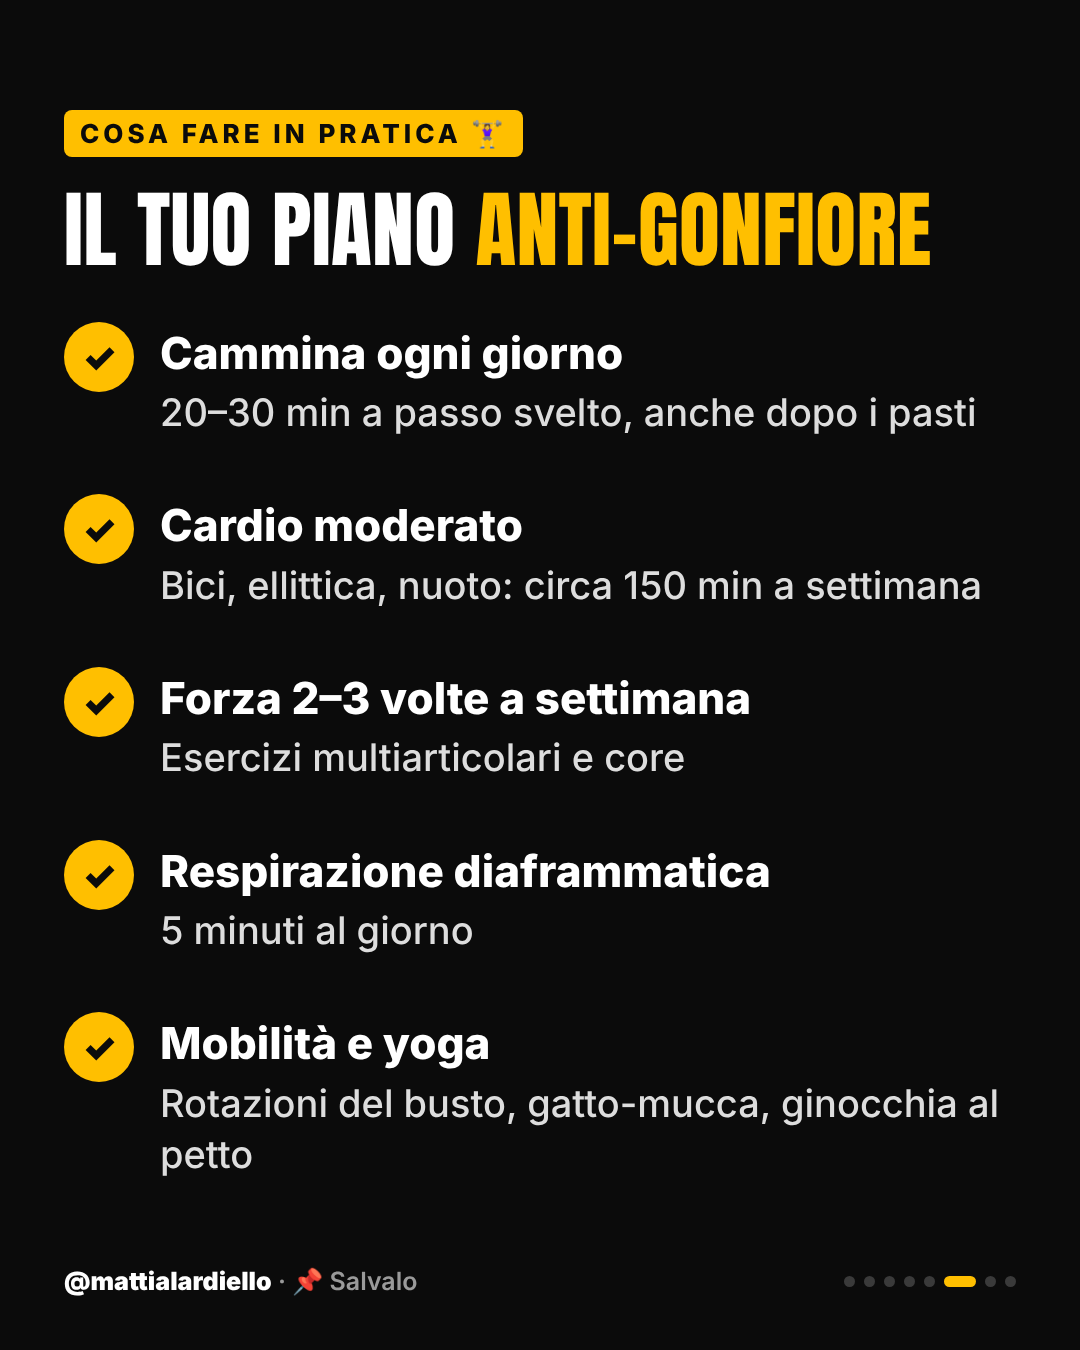 COSA FARE IN PRATICA 🏋️‍♀️
IL TUO PIANO ANTI-GONFIORE
Cammina ogni giorno
20–30 min a passo svelto, anche dopo i pasti
Cardio moderato
Bici, ellittica, nuoto: circa 150 min a settimana
Forza 2–3 volte a settimana
Esercizi multiarticolari e core
Respirazione diaframmatica
5 minuti al giorno
Mobilità e yoga
Rotazioni del busto, gatto-mucca, ginocchia al
petto
@mattialardiello · 📌 Salvalo